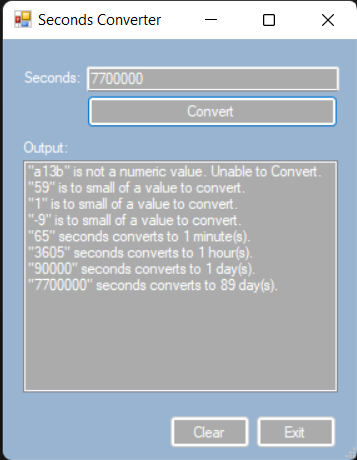 Seconds Converter
Seconds: 7700000
Convert
Output:
"a13b" is not a numeric value. Unable to Convert.
"59" is to small of a value to convert.
"1" is to small of a value to convert.
"-9" is to small of a value to convert.
"65" seconds converts to 1 minute(s).
"3605" seconds converts to 1 hour(s).
"90000" seconds converts to 1 day(s).
"7700000" seconds converts to 89 day(s).
Clear Exit